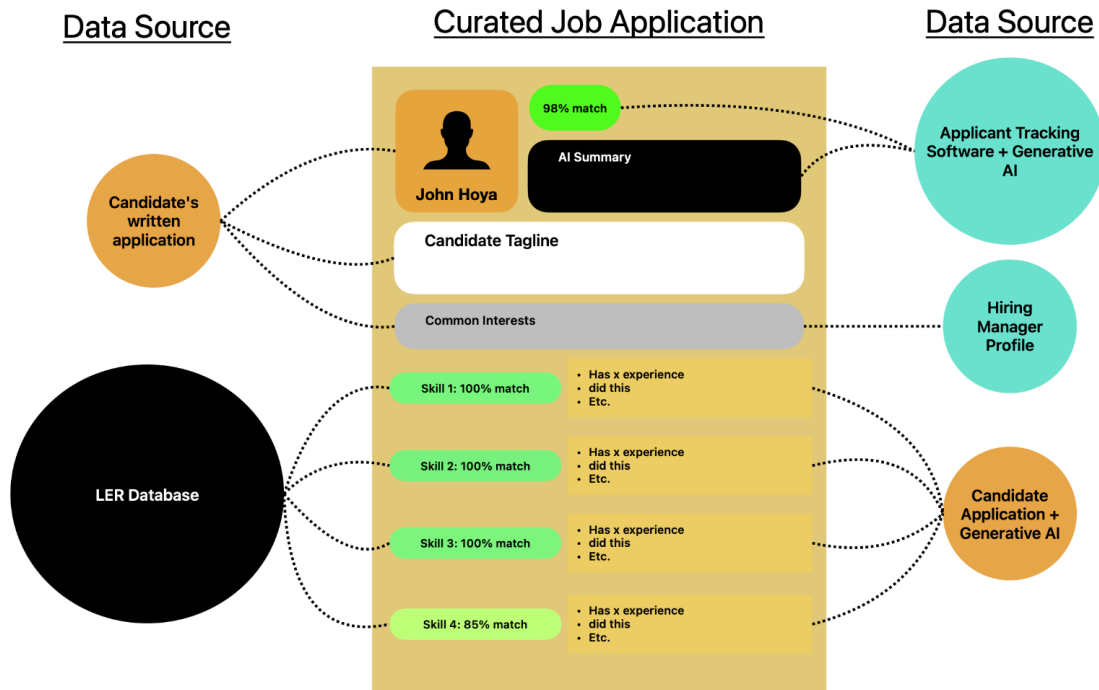 Data Source
Curated Job Application
Data Source
98% match
AI Summary
John Hoya
Candidate Tagline
Common Interests
Skill 1: 100% match
• Has x experience
• did this
• Etc.
Skill 2: 100% match
• Has x experience
• did this
• Etc.
Skill 3: 100% match
• Has x experience
• did this
• Etc.
Skill 4: 85% match
• Has x experience
• did this
• Etc.
Candidate's
written
application
LER Database
Applicant Tracking
Software + Generative
AI
Hiring
Manager
Profile
Candidate
Application +
Generative AI